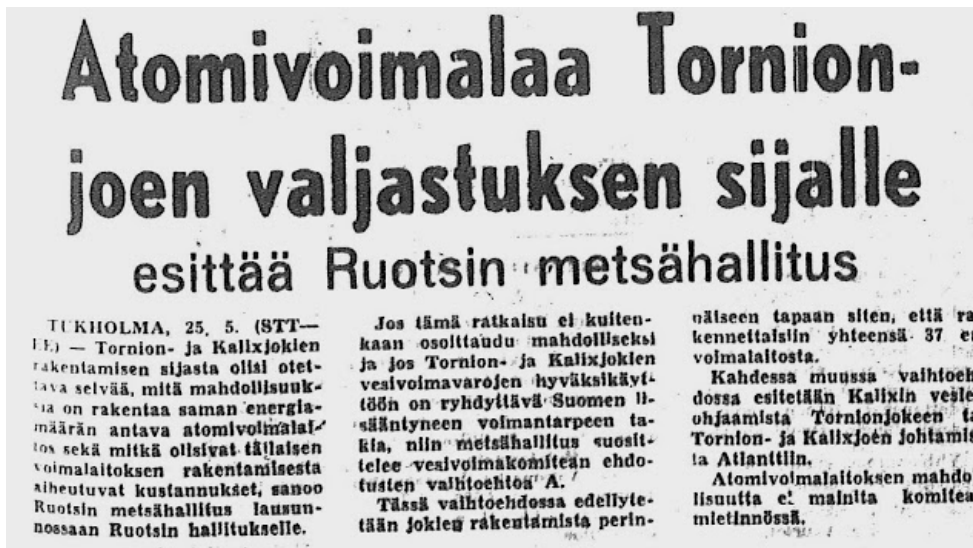 Atomivoimalaa Tornion-
joen valjastuksen sijalle
esittää Ruotsin metsähallitus
TUKHOLMA, 25. 5. (STT—
— Tornion- ja Kalixjokien
rakentamisen sijasta olisi otet-
tava selvää, mitä mahdollisuuk-
sia on rakentaa saman energia-
määrän antava atomivoimalai-
tos sekä mitkä olisivat tällaisen
voimalaitoksen rakentamisesta
aiheutuvat kustannukset, sanoo
Ruotsin metsähallitus lausun-
nossaan Ruotsin hallitukselle.
Jos tämä ratkaisu ei kuiten-
kaan osoittaudu mahdolliseksi
ja jos Tornion- ja Kalixjokien
vesivoimavarojen hyväksikäyt-
töön on ryhdyttävä Suomen li-
sääntyneen voimantarpeen ta-
kia, niin metsähallitus suosit-
telee vesivoimakomitean ehdo-
tusten vaihtoehtoa A.
Tässä vaihtoehdossa edellyte-
tään jokien rakentamista perin-
näiseen tapaan siten, että ra
kennettaisiin yhteensä 37 e
voimalaitosta.
Kahdessa muussa vaihtoeh
dossa esitetään Kalixin vesie
ohjaamista Tornionjokeen ta
Tornion- ja Kalixjoen johtamis
ta Atlanttiin.
Atomivoimalaitoksen mahdo
lisuutta ei mainita komitea
mietinnössä.